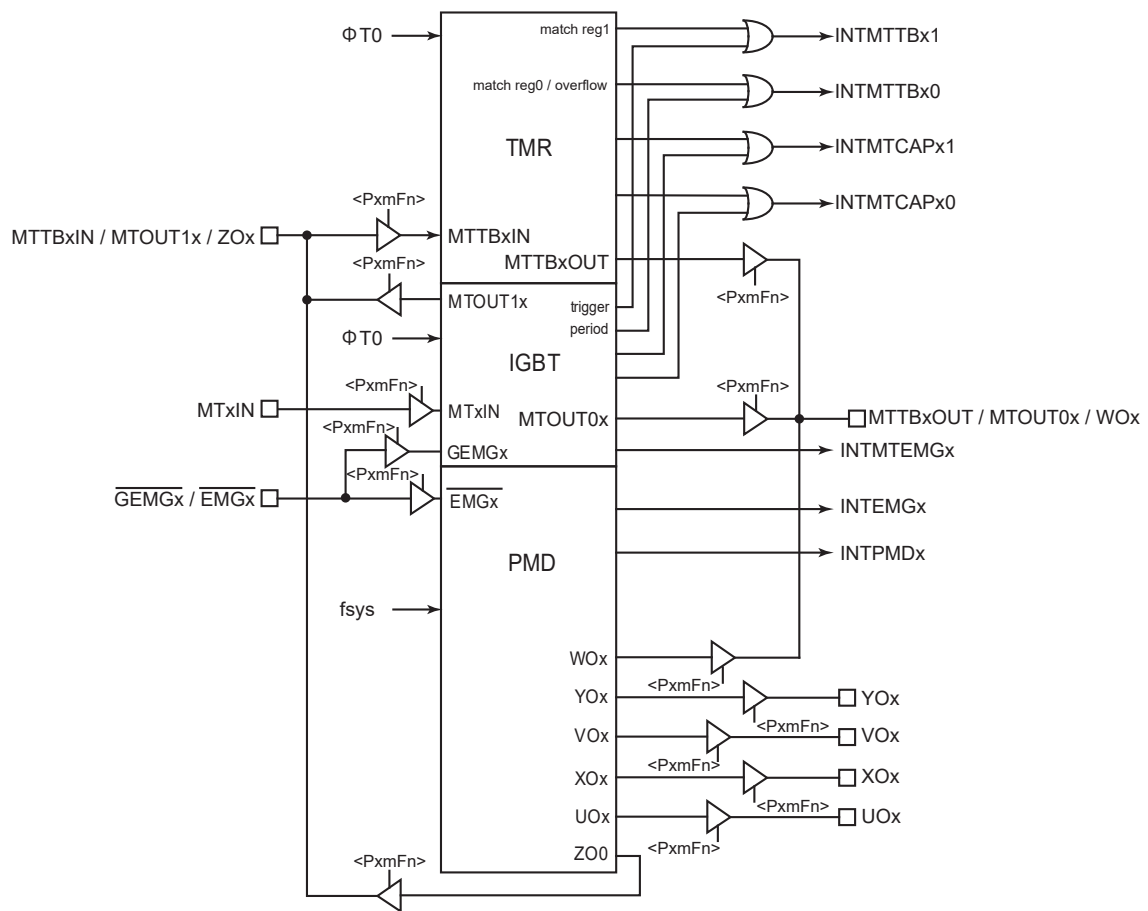 ΦT0
match reg1
INTMTTBx1
match reg0 / overflow
INTMTTBx0
TMR
INTMTCAPx1
<PxmFn>
INTMTCAPx0
MTTBxIN / MTOUT1x / ZOx
MTTBxIN
MTTBxOUT
<PxmFn>
<PxmFn>
MTOUT1x
trigger
period
ΦT0
IGBT
<PxmFn>
<PxmFn>
MTxIN
MTxIN
MTOUT0x
MTTBxOUT / MTOUT0x / WOx
<PxmFn>
GEMGx
INTMTEMGx
<PxmFn>
GEMGx / EMGx
EMGx
INTEMGx
PMD
INTPMDx
fsys
WOx
<PxmFn>
YOx
YOx
<PxmFn>
VOx
VOx
<PxmFn>
XOx
XOx
<PxmFn>
UOx
UOx
<PxmFn>
ZO0
<PxmFn>